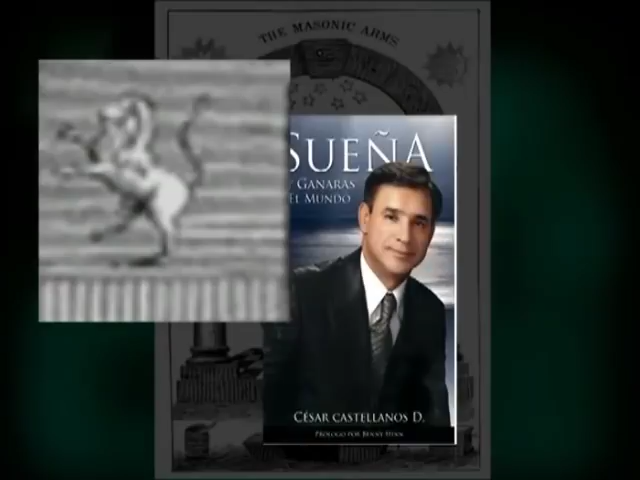 THE MASONIC ARMS
SUEÑA
Y GANARAS
EL MUNDO
CÉSAR CASTELLANOS D.
PRÓLOGO POR BENNY HINN